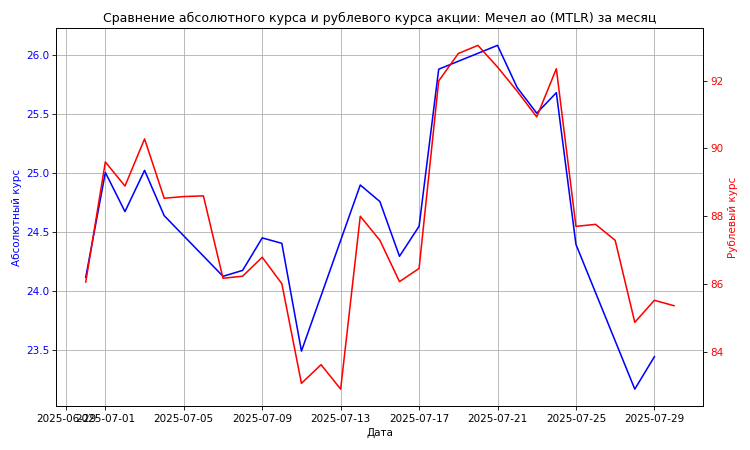 Сравнение абсолютного курса и рублевого курса акции: Мечел ао (MTLR) за месяц
26.0
25.5
25.0
24.5
24.0
23.5
Абсолютный курс
92
90
88
86
84
Рублевый курс
2025-06-29 2025-07-01 2025-07-05 2025-07-09 2025-07-13 2025-07-17 2025-07-21 2025-07-25 2025-07-29
Дата